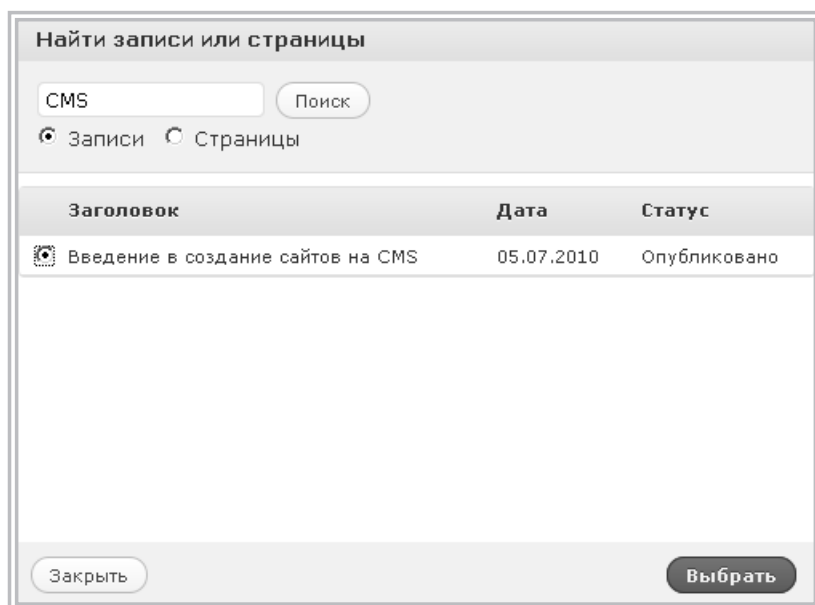 Найти записи или страницы
CMS Поиск
Записи Страницы
Заголовок Дата Статус
Введение в создание сайтов на CMS 05.07.2010 Опубликовано
Закрыть Выбрать